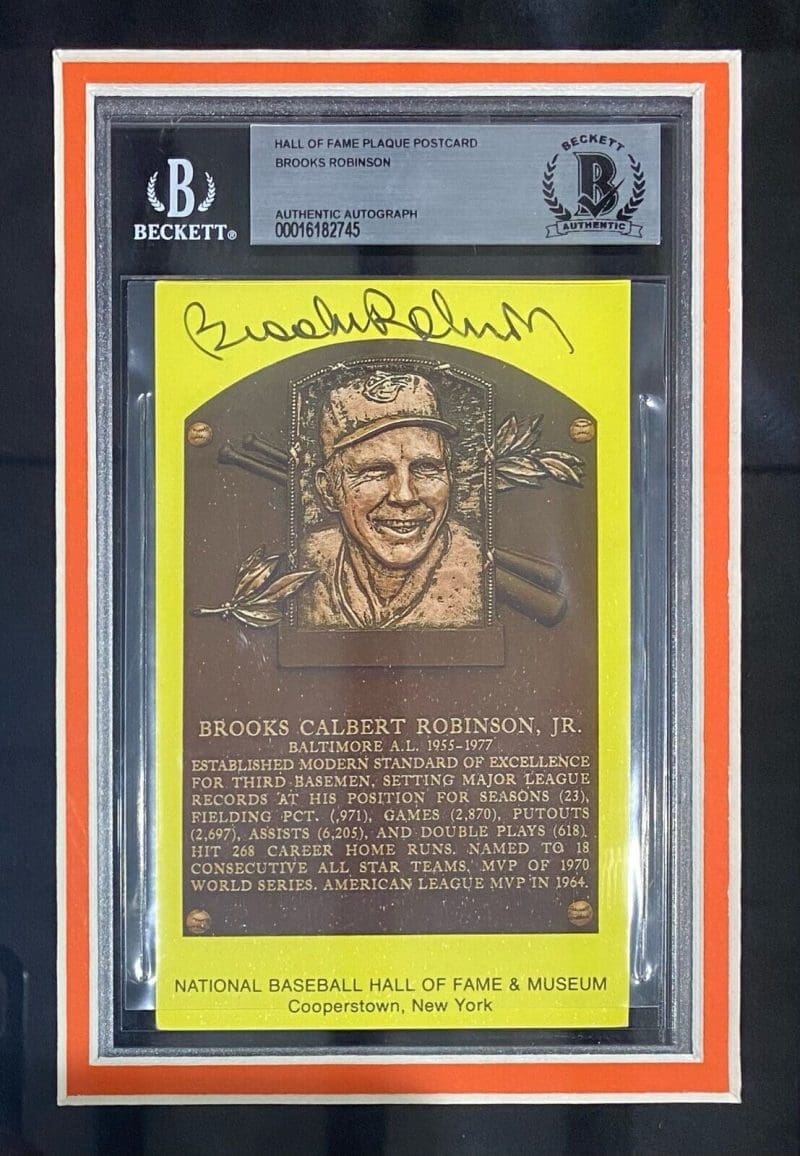 HALL OF FAME PLAQUE POSTCARD
BROOKS ROBINSON
AUTHENTIC AUTOGRAPH
00016182745
B
BECKETT®
BECKETT
B
AUTHENTIC
Brooks Robinson
BROOKS CALBERT ROBINSON, JR.
BALTIMORE A.L. 1955-1977
ESTABLISHED MODERN STANDARD OF EXCELLENCE
FOR THIRD BASEMEN, SETTING MAJOR LEAGUE
RECORDS AT HIS POSITION FOR SEASONS (23),
FIELDING PCT. (.971), GAMES (2,870), PUTOUTS
(2,697), ASSISTS (6,205), AND DOUBLE PLAYS (618).
HIT 268 CAREER HOME RUNS. NAMED TO 18
CONSECUTIVE ALL STAR TEAMS. MVP OF 1970
WORLD SERIES. AMERICAN LEAGUE MVP IN 1964.
NATIONAL BASEBALL HALL OF FAME & MUSEUM
Cooperstown, New York